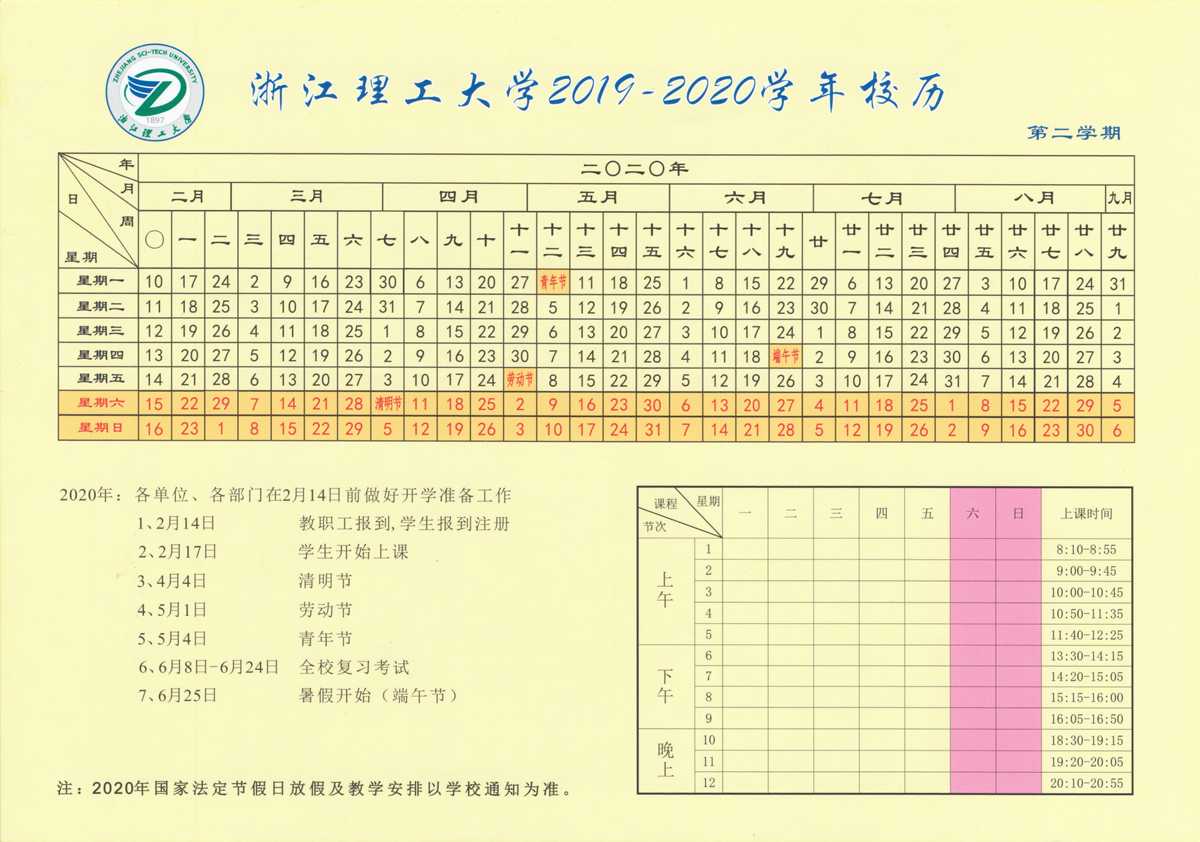 ZHEJIANG SCI-TECH UNIVERSITY
1897
浙江理工大学
浙江理工大学2019-2020学年校历
第二学期
年 二〇二〇年
月 二月 三月 四月 五月 六月 七月 八月 九月
日 周 〇 一 二 三 四 五 六 七 八 九 十 十一 十二 十三 十四 十五 十六 十七 十八 十九 廿 廿一 廿二 廿三 廿四 廿五 廿六 廿七 廿八 廿九
星期
星期一 10 17 24 2 9 16 23 30 6 13 20 27 青年节 11 18 25 1 8 15 22 29 6 13 20 27 3 10 17 24 31
星期二 11 18 25 3 10 17 24 31 7 14 21 28 5 12 19 26 2 9 16 23 30 7 14 21 28 4 11 18 25 1
星期三 12 19 26 4 11 18 25 1 8 15 22 29 6 13 20 27 3 10 17 24 1 8 15 22 29 5 12 19 26 2
星期四 13 20 27 5 12 19 26 2 9 16 23 30 7 14 21 28 4 11 18 端午节 2 9 16 23 30 6 13 20 27 3
星期五 14 21 28 6 13 20 27 3 10 17 24 劳动节 8 15 22 29 5 12 19 26 3 10 17 24 31 7 14 21 28 4
星期六 15 22 29 7 14 21 28 清明节 11 18 25 2 9 16 23 30 6 13 20 27 4 11 18 25 1 8 15 22 29 5
星期日 16 23 1 8 15 22 29 5 12 19 26 3 10 17 24 31 7 14 21 28 5 12 19 26 2 9 16 23 30 6
2020年：各单位、各部门在2月14日前做好开学准备工作
1、2月14日 教职工报到,学生报到注册
2、2月17日 学生开始上课
3、4月4日 清明节
4、5月1日 劳动节
5、5月4日 青年节
6、6月8日-6月24日 全校复习考试
7、6月25日 暑假开始（端午节）
注：2020年国家法定节假日放假及教学安排以学校通知为准。
课程 星期 一 二 三 四 五 六 日 上课时间
节次
上午
1 8:10-8:55
2 9:00-9:45
3 10:00-10:45
4 10:50-11:35
5 11:40-12:25
下午
6 13:30-14:15
7 14:20-15:05
8 15:15-16:00
9 16:05-16:50
晚上
10 18:30-19:15
11 19:20-20:05
12 20:10-20:55